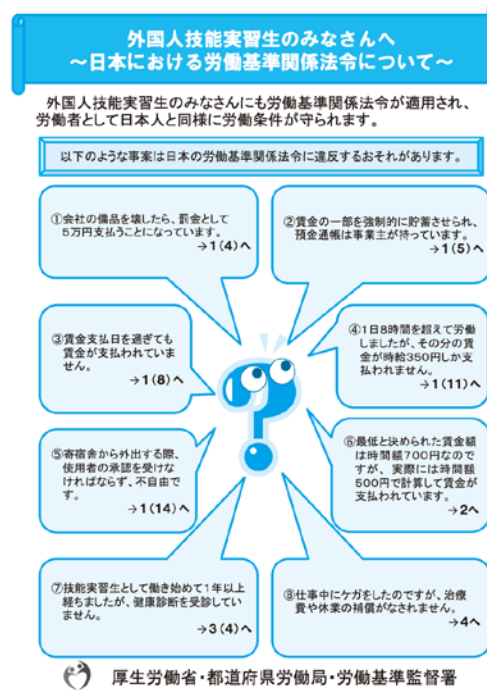 外国人技能実習生のみなさんへ
～日本における労働基準関係法令について～
外国人技能実習生のみなさんにも労働基準関係法令が適用され、
労働者として日本人と同様に労働条件が守られます。
以下のような事案は日本の労働基準関係法令に違反するおそれがあります。
①会社の備品を壊したら、罰金として
5万円支払うことになっています。
→1(4)へ
②賃金の一部を強制的に貯蓄させられ、
預金通帳は事業主が持っています。
→1(5)へ
③賃金支払日を過ぎても
賃金が支払われていま
せん。
→1(8)へ
④1日8時間を超えて労働
しましたが、その分の賃
金が時給350円しか支
払われません。
→1(11)へ
⑤寄宿舎から外出する際、
使用者の承認を受けなけ
ればならず、不自由で
す。
→1(14)へ
⑥最低と決められた賃金額
は時間額700円なので
すが、実際には時間額
500円で計算して賃金が
支払われています。
→2へ
⑦技能実習生として働き始めて1年以上
経ちましたが、健康診断を受診してい
ません。
→3(4)へ
⑧仕事中にケガをしたのですが、治療
費や休業の補償がなされません。
→4へ
厚生労働省・都道府県労働局・労働基準監督署